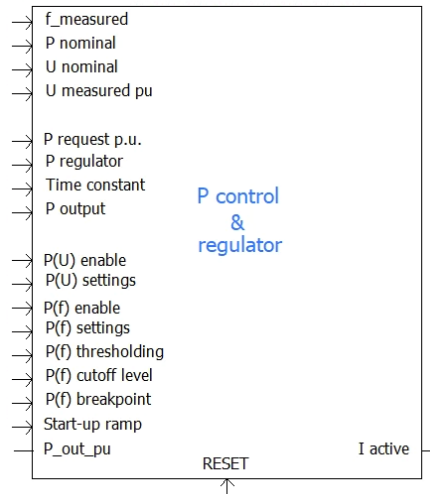 f_measured
P nominal
U nominal
U measured pu
P request p.u.
P regulator
Time constant
P output
P control
&
regulator
P(U) enable
P(U) settings
P(f) enable
P(f) settings
P(f) thresholding
P(f) cutoff level
P(f) breakpoint
Start-up ramp
P_out_pu
I active
RESET